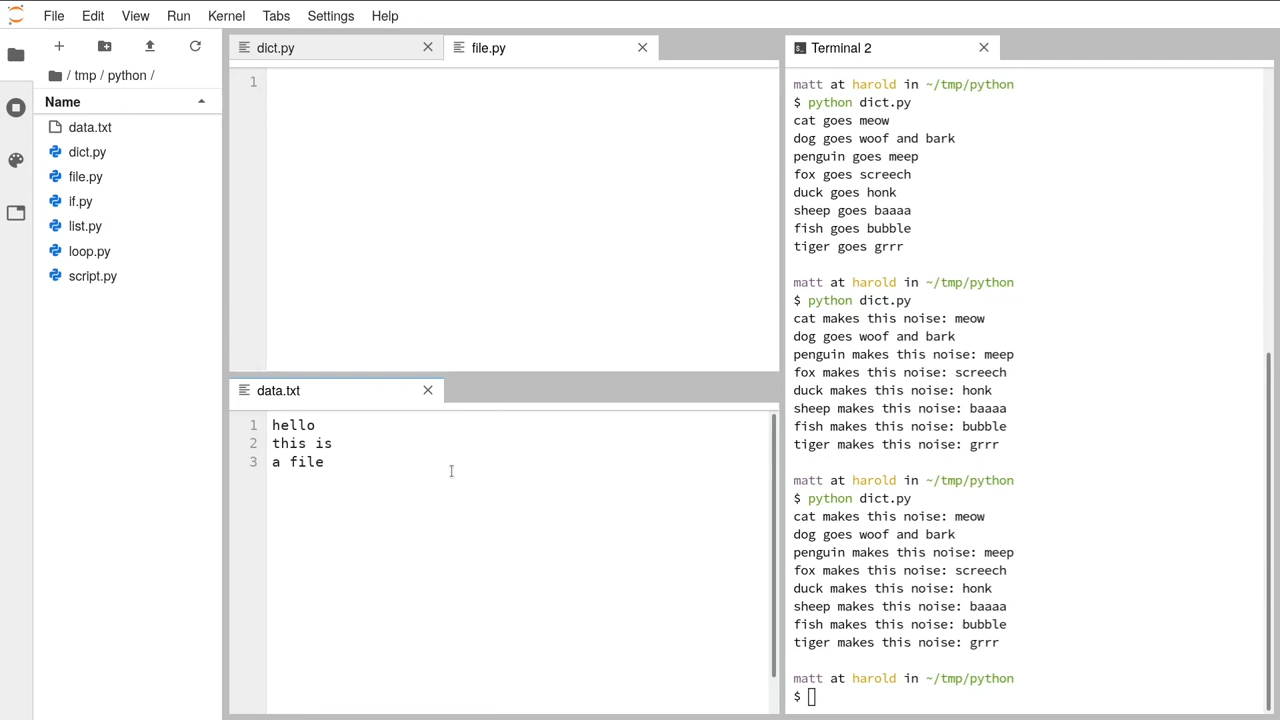 File Edit View Run Kernel Tabs Settings Help
/ tmp / python /
Name
data.txt
dict.py
file.py
if.py
list.py
loop.py
script.py
dict.py
file.py
1
data.txt
1 hello
2 this is
3 a file
Terminal 2
matt at harold in ~/tmp/python
$ python dict.py
cat goes meow
dog goes woof and bark
penguin goes meep
fox goes screech
duck goes honk
sheep goes baaaa
fish goes bubble
tiger goes grrr
matt at harold in ~/tmp/python
$ python dict.py
cat makes this noise: meow
dog goes woof and bark
penguin makes this noise: meep
fox makes this noise: screech
duck makes this noise: honk
sheep makes this noise: baaaa
fish makes this noise: bubble
tiger makes this noise: grrr
matt at harold in ~/tmp/python
$ python dict.py
cat makes this noise: meow
dog goes woof and bark
penguin makes this noise: meep
fox makes this noise: screech
duck makes this noise: honk
sheep makes this noise: baaaa
fish makes this noise: bubble
tiger makes this noise: grrr
matt at harold in ~/tmp/python
$